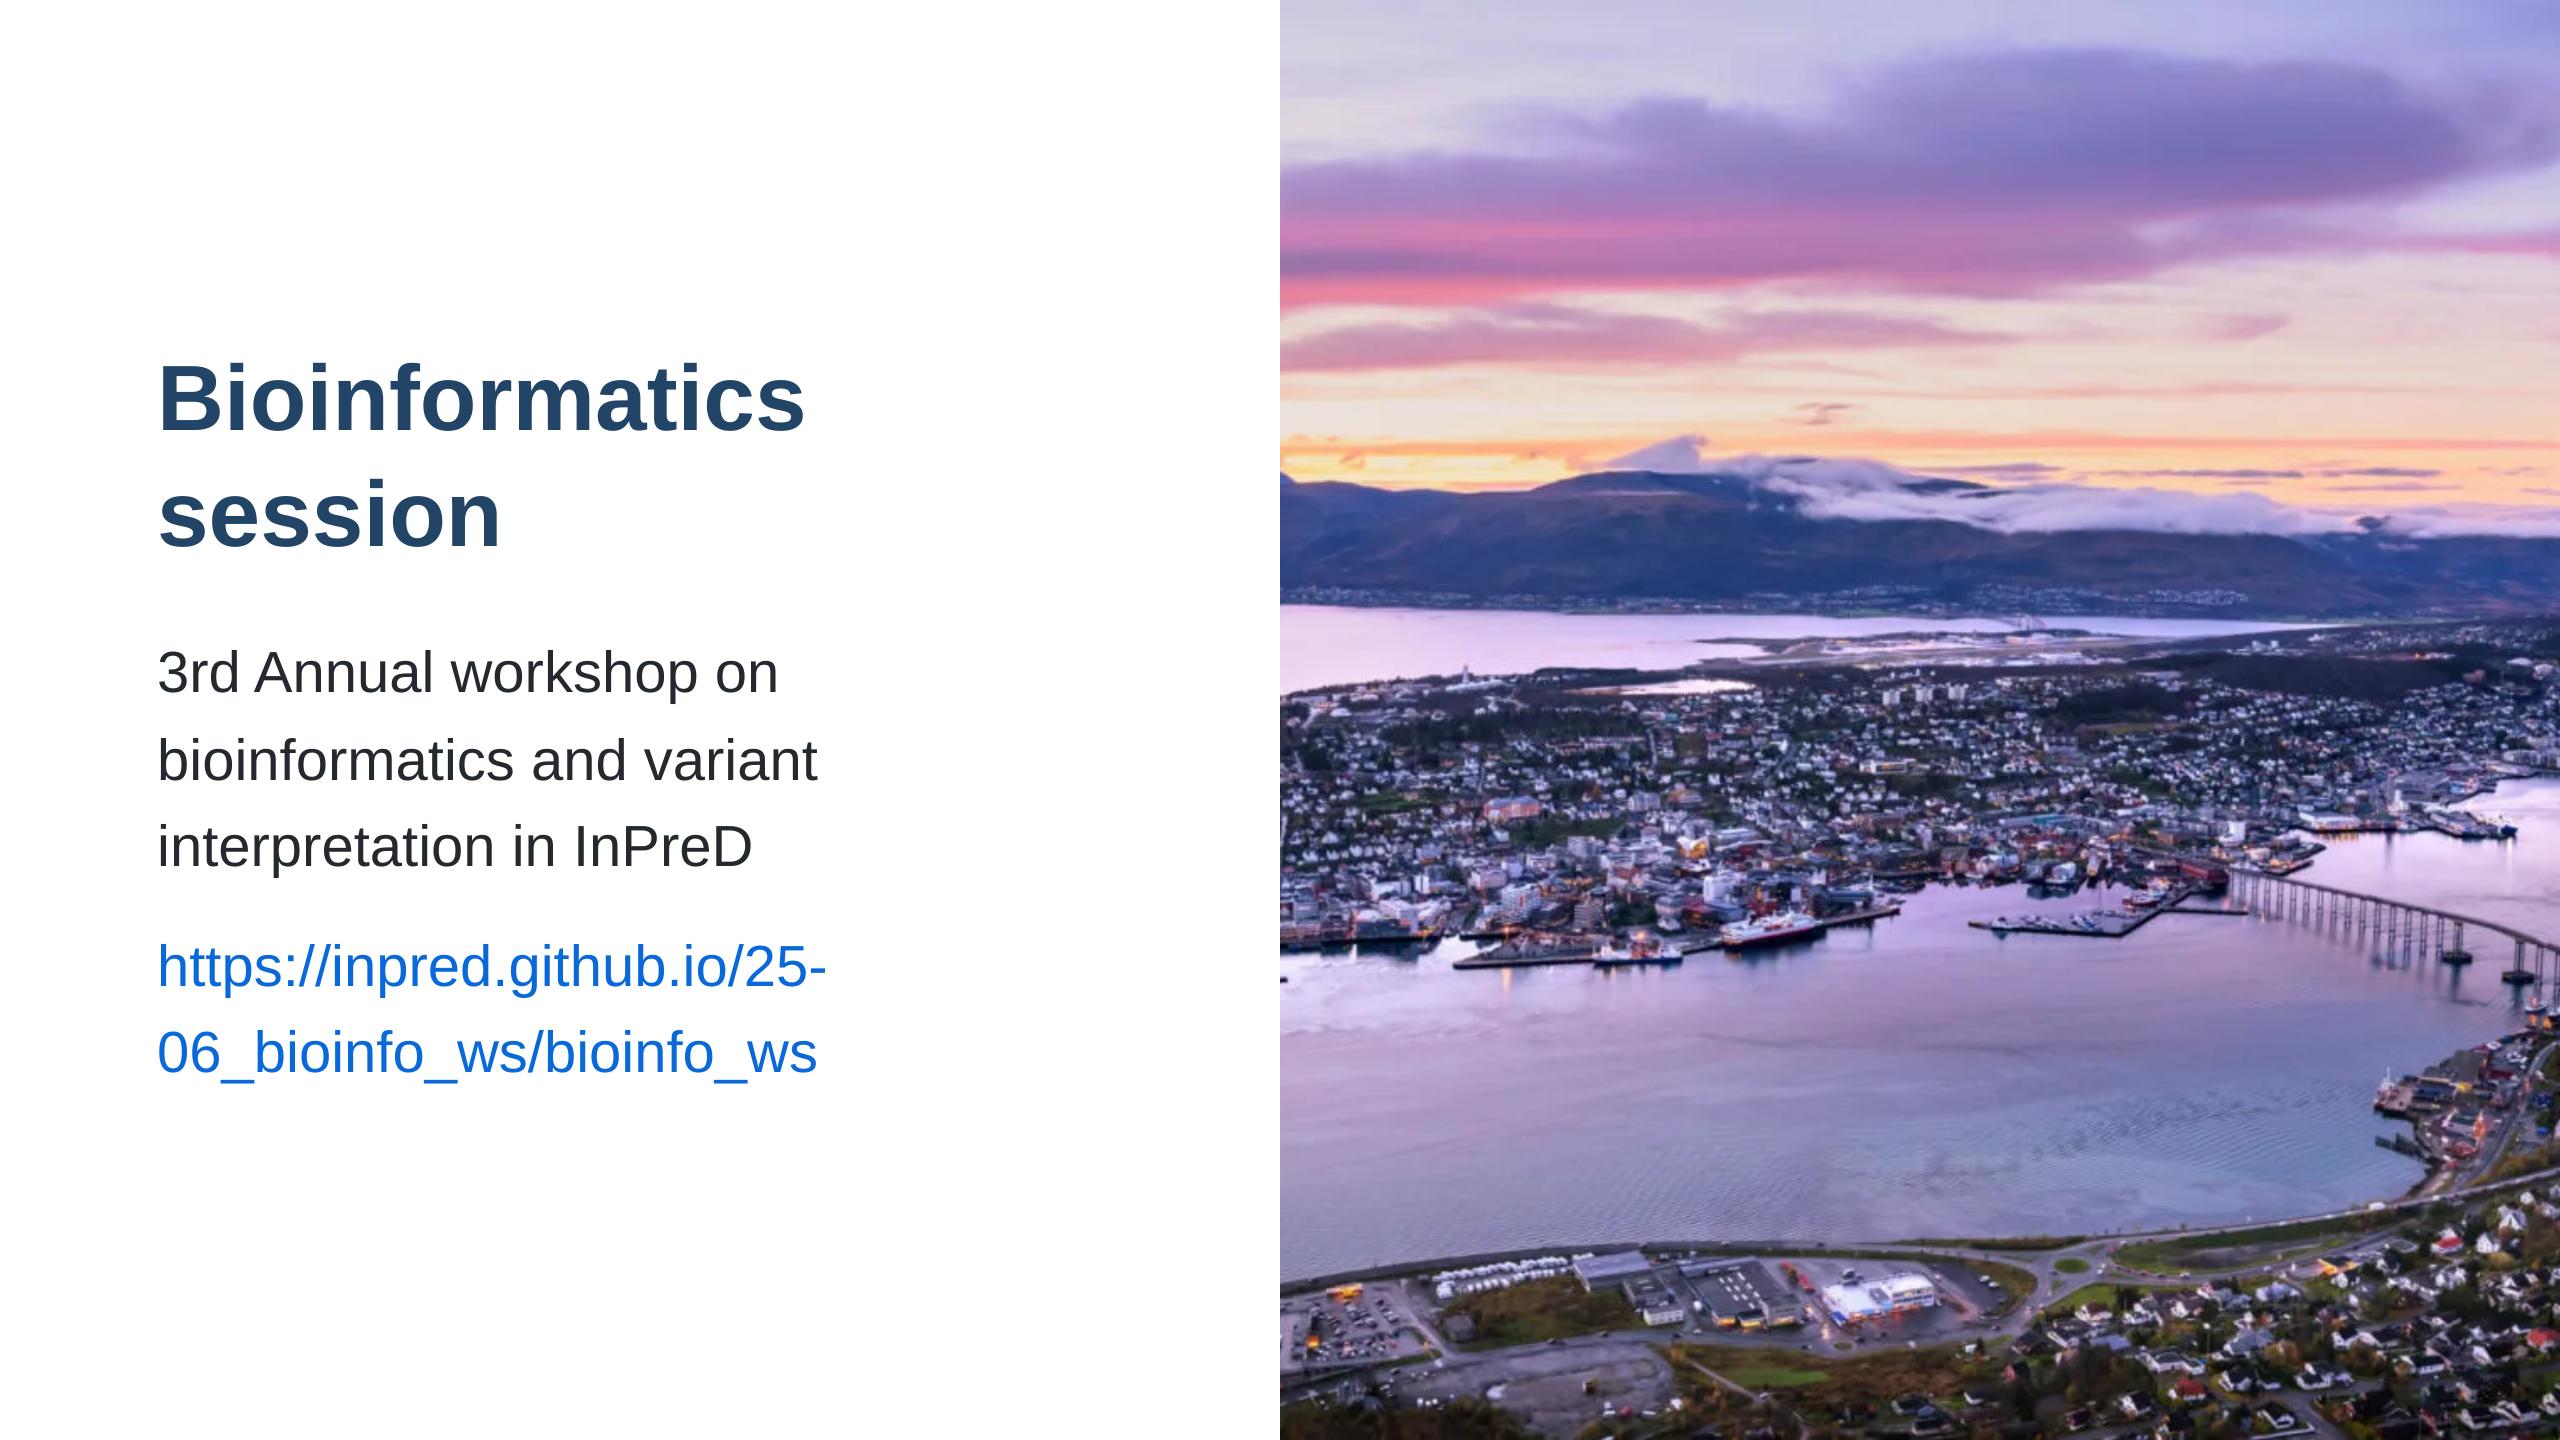 Bioinformatics
session
3rd Annual workshop on
bioinformatics and variant
interpretation in InPreD
https://inpred.github.io/25-
06_bioinfo_ws/bioinfo_ws